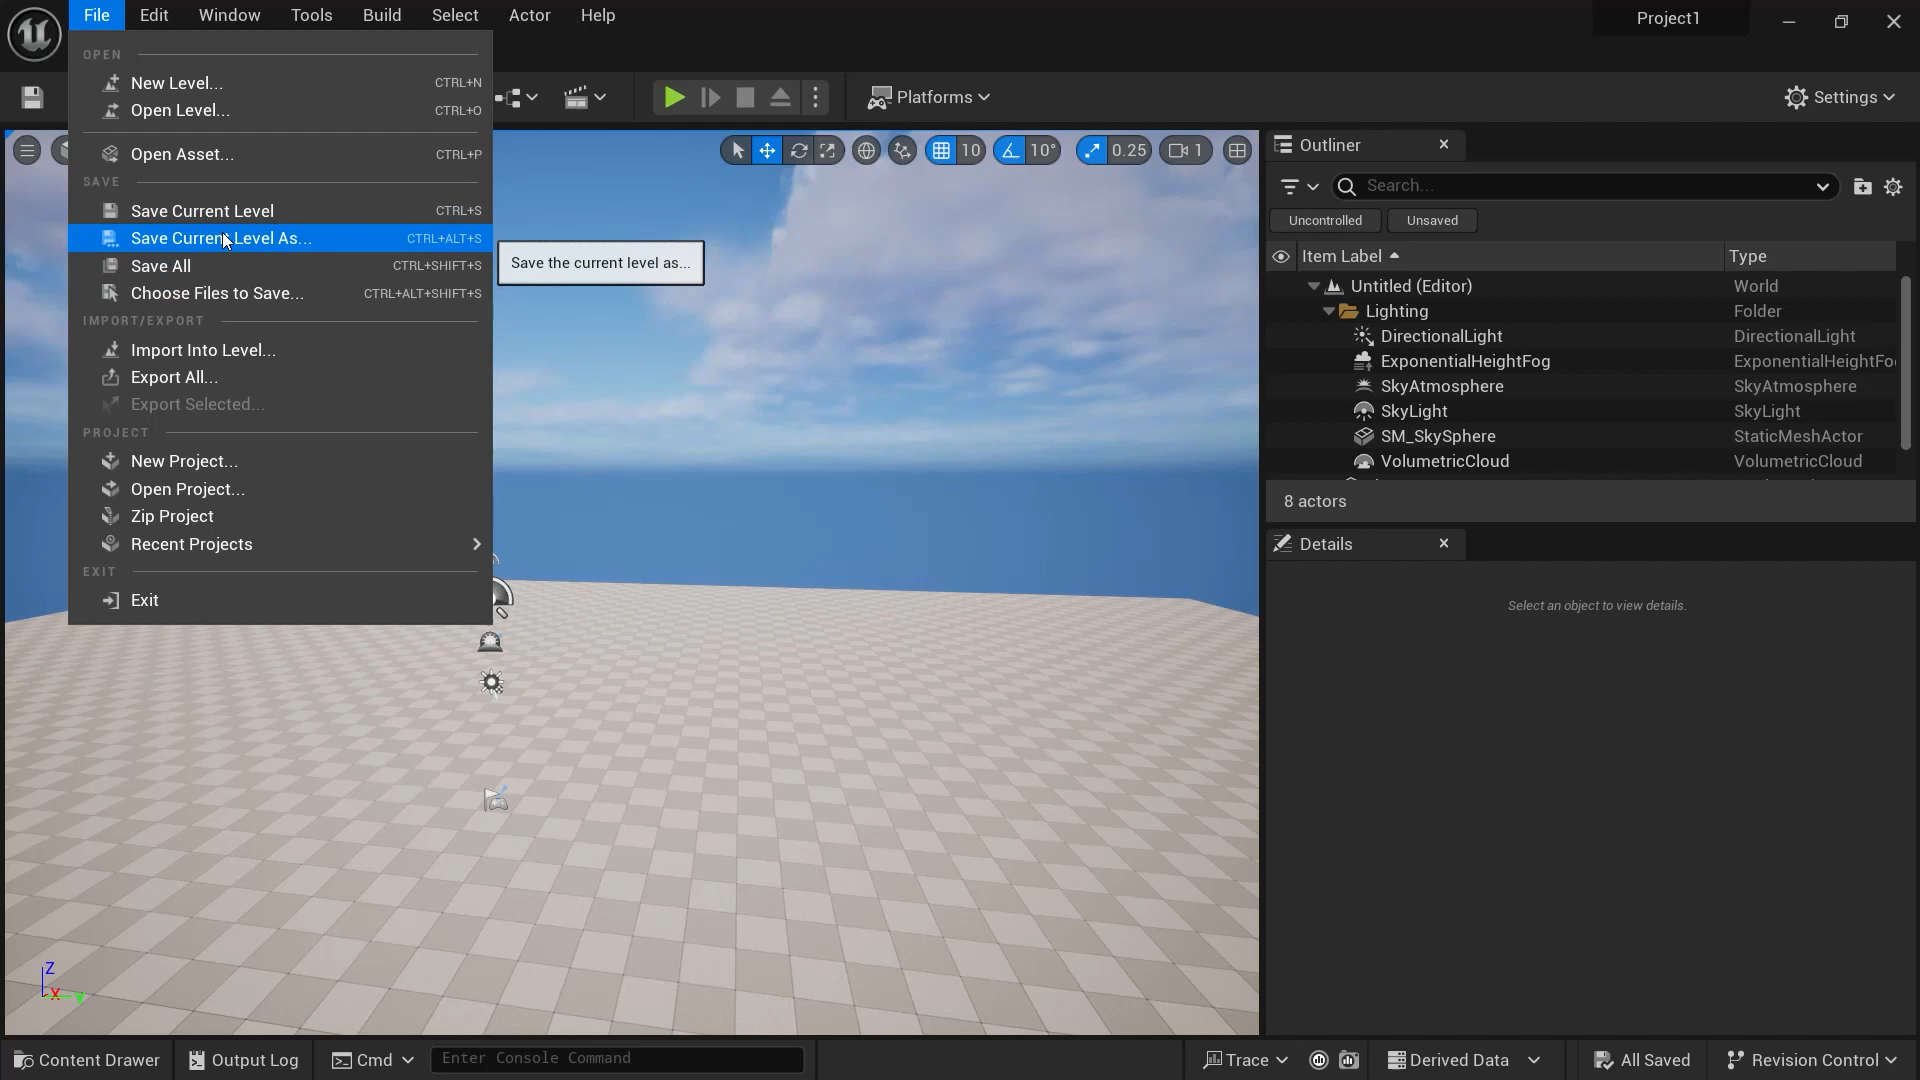 File Edit Window Tools Build Select Actor Help
Project1
OPEN
New Level... CTRL+N
Open Level... CTRL+O
Open Asset... CTRL+P
SAVE
Save Current Level CTRL+S
Save Current Level As... CTRL+ALT+S
Save All CTRL+SHIFT+S
Choose Files to Save... CTRL+ALT+SHIFT+S
IMPORT/EXPORT
Import Into Level...
Export All...
Export Selected...
PROJECT
New Project...
Open Project...
Zip Project
Recent Projects
EXIT
Exit
Save the current level as...
Platforms
Settings
10 10° 0.25 1
Z
X Y
Outliner
Search...
Uncontrolled Unsaved
Item Label Type
Untitled (Editor) World
Lighting Folder
DirectionalLight DirectionalLight
ExponentialHeightFog ExponentialHeightFo
SkyAtmosphere SkyAtmosphere
SkyLight SkyLight
SM_SkySphere StaticMeshActor
VolumetricCloud VolumetricCloud
8 actors
Details
Select an object to view details.
Content Drawer Output Log Cmd Enter Console Command Trace Derived Data All Saved Revision Control